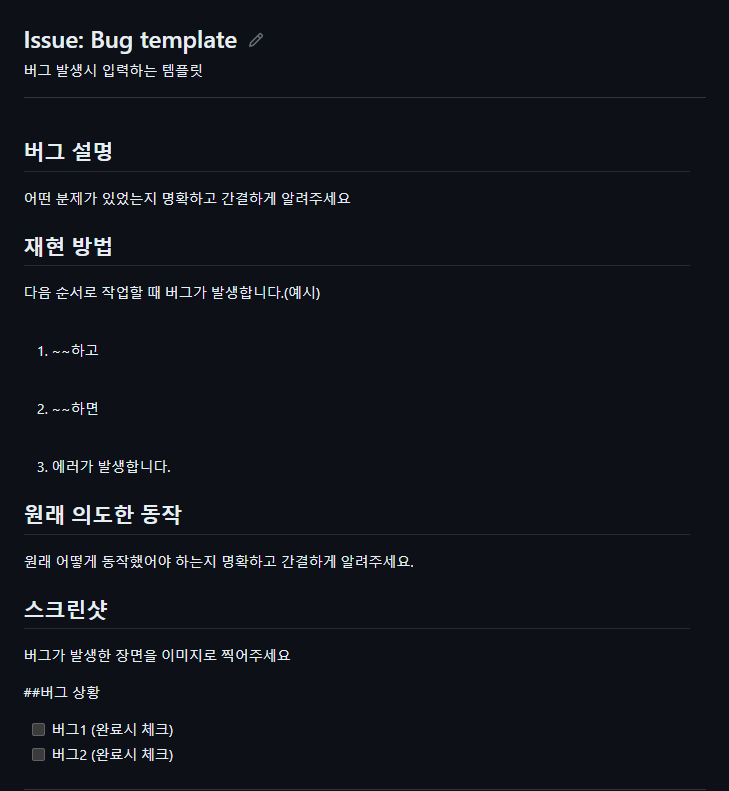 Issue: Bug template
버그 발생시 입력하는 템플릿
버그 설명
어떤 분제가 있었는지 명확하고 간결하게 알려주세요
재현 방법
다음 순서로 작업할 때 버그가 발생합니다.(예시)
1. ~~하고
2. ~~하면
3. 에러가 발생합니다.
원래 의도한 동작
원래 어떻게 동작했어야 하는지 명확하고 간결하게 알려주세요.
스크린샷
버그가 발생한 장면을 이미지로 찍어주세요
##버그 상황
버그1 (완료시 체크)
버그2 (완료시 체크)